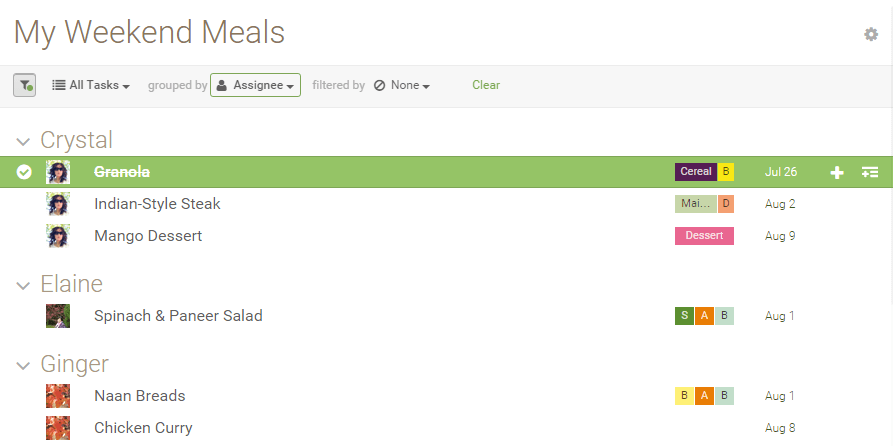 My Weekend Meals
All Tasks grouped by Assignee filtered by None Clear
Crystal
Granola Cereal B Jul 26
Indian-Style Steak Mai... D Aug 2
Mango Dessert Dessert Aug 9
Elaine
Spinach & Paneer Salad S A B Aug 1
Ginger
Naan Breads B A B Aug 1
Chicken Curry Aug 8